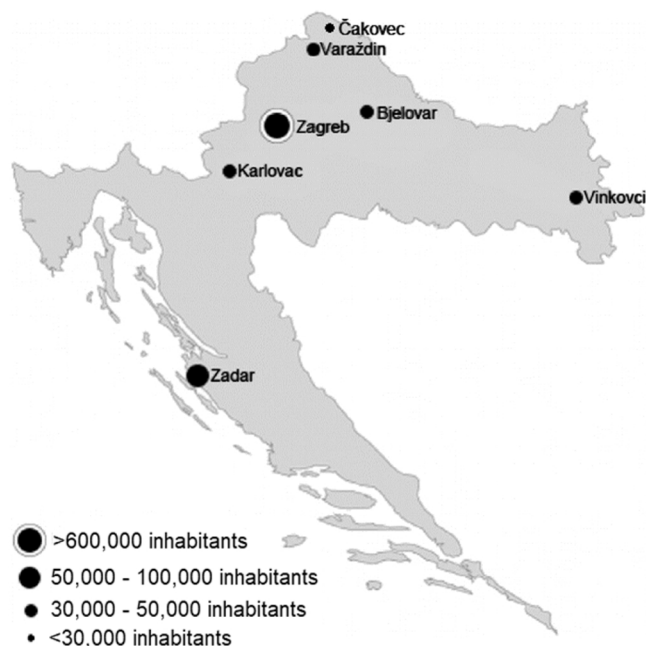 Čakovec
Varaždin
Bjelovar
Zagreb
Karlovac
Vinkovci
Zadar
>600,000 inhabitants
50,000 - 100,000 inhabitants
30,000 - 50,000 inhabitants
<30,000 inhabitants